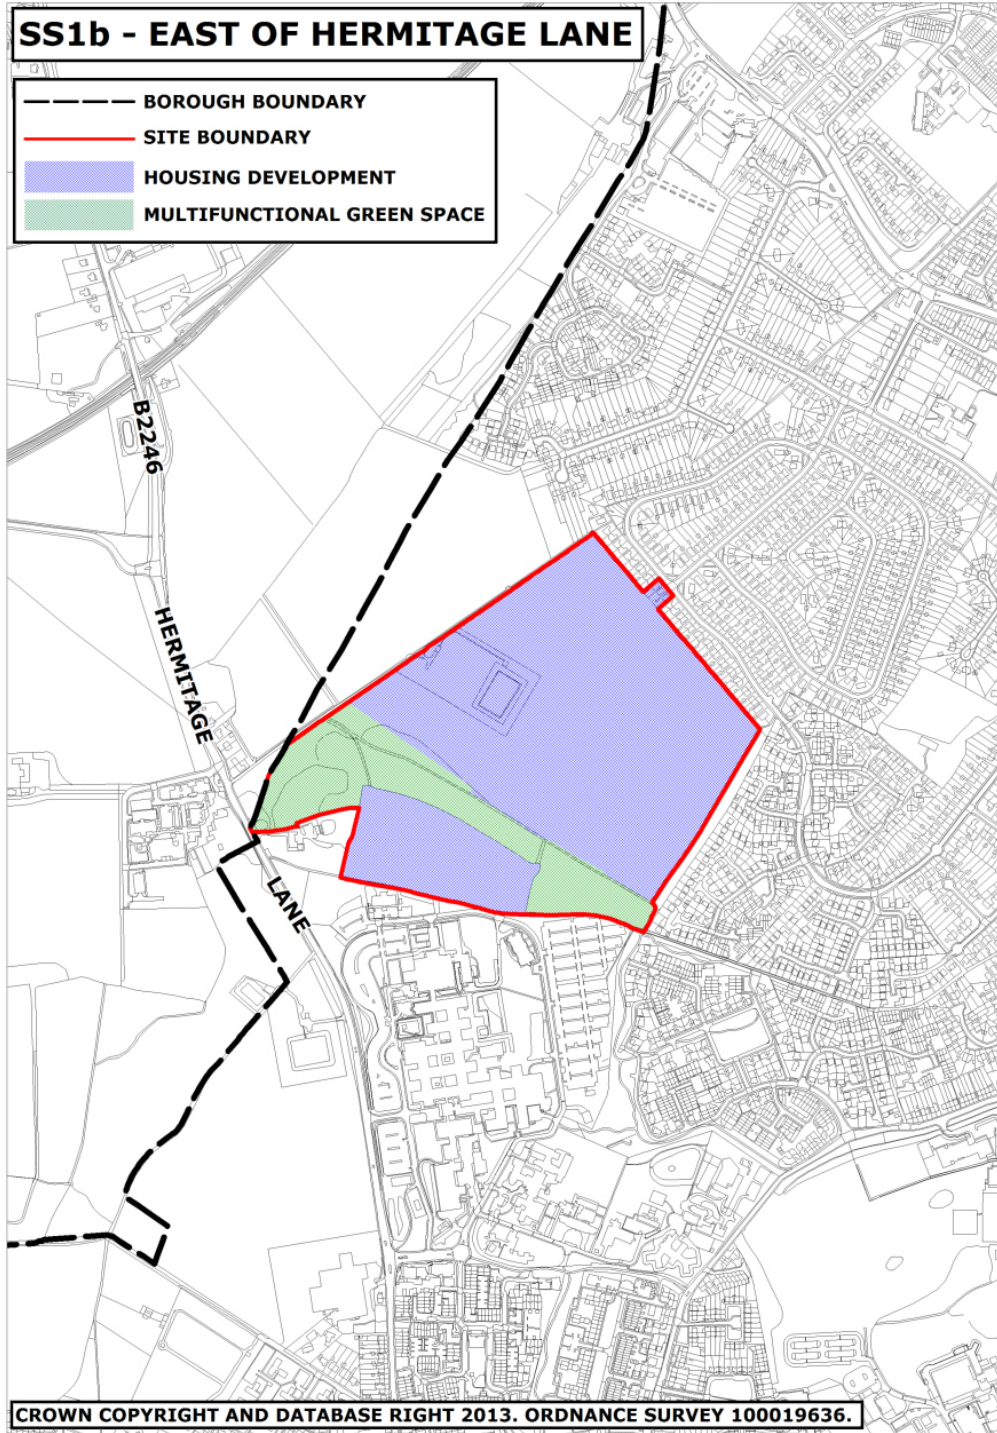 SS1b - EAST OF HERMITAGE LANE
BOROUGH BOUNDARY
SITE BOUNDARY
HOUSING DEVELOPMENT
MULTIFUNCTIONAL GREEN SPACE
B2246
HERMITAGE
LANE
CROWN COPYRIGHT AND DATABASE RIGHT 2013. ORDNANCE SURVEY 100019636.